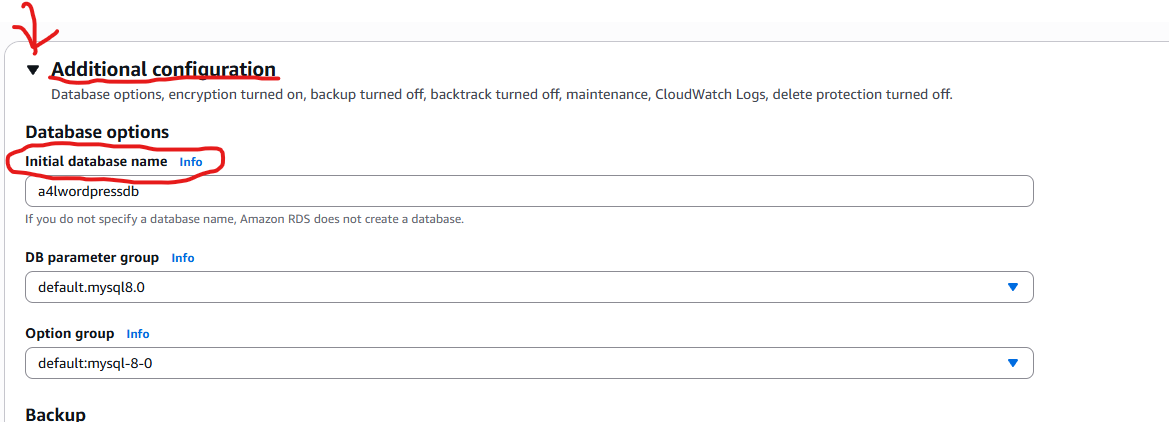 Additional configuration
Database options, encryption turned on, backup turned off, backtrack turned off, maintenance, CloudWatch Logs, delete protection turned off.
Database options
Initial database name Info
a4lwordpressdb
If you do not specify a database name, Amazon RDS does not create a database.
DB parameter group Info
default.mysql8.0
Option group Info
default:mysql-8-0
Backup